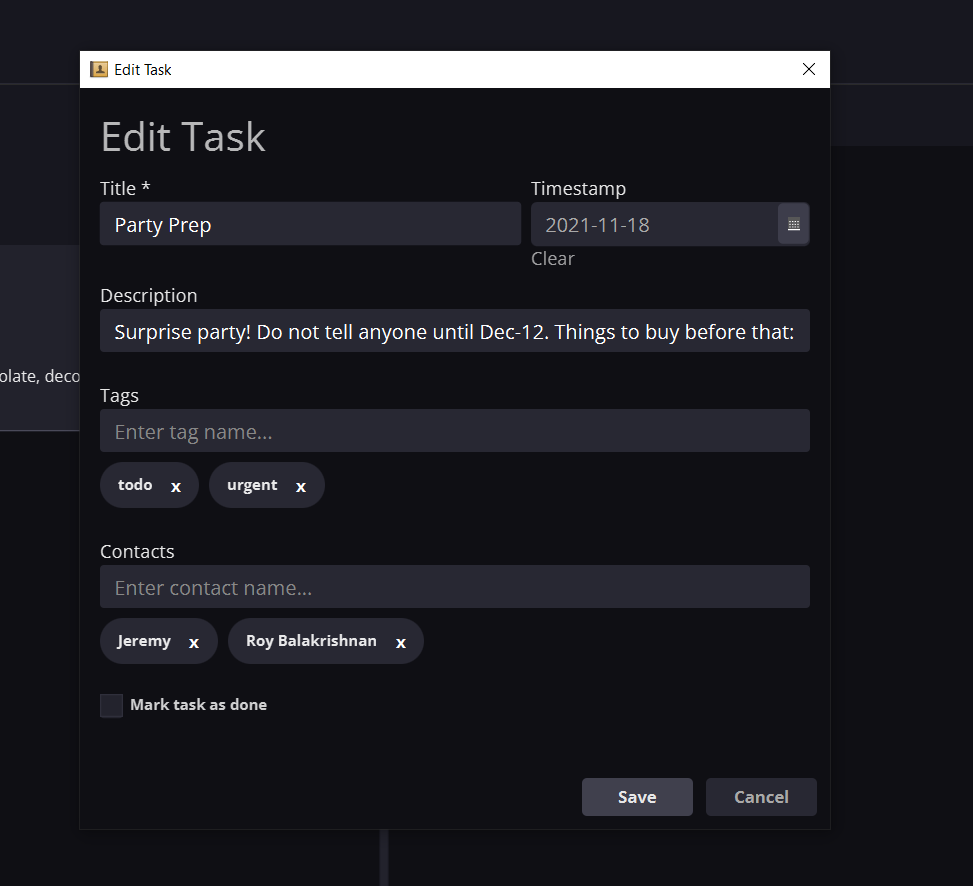 Edit Task
Edit Task
Title *
Timestamp
Party Prep
2021-11-18
Clear
Description
Surprise party! Do not tell anyone until Dec-12. Things to buy before that:
olate, deco
Tags
Enter tag name...
todo x
urgent x
Contacts
Enter contact name...
Jeremy x
Roy Balakrishnan x
Mark task as done
Save
Cancel